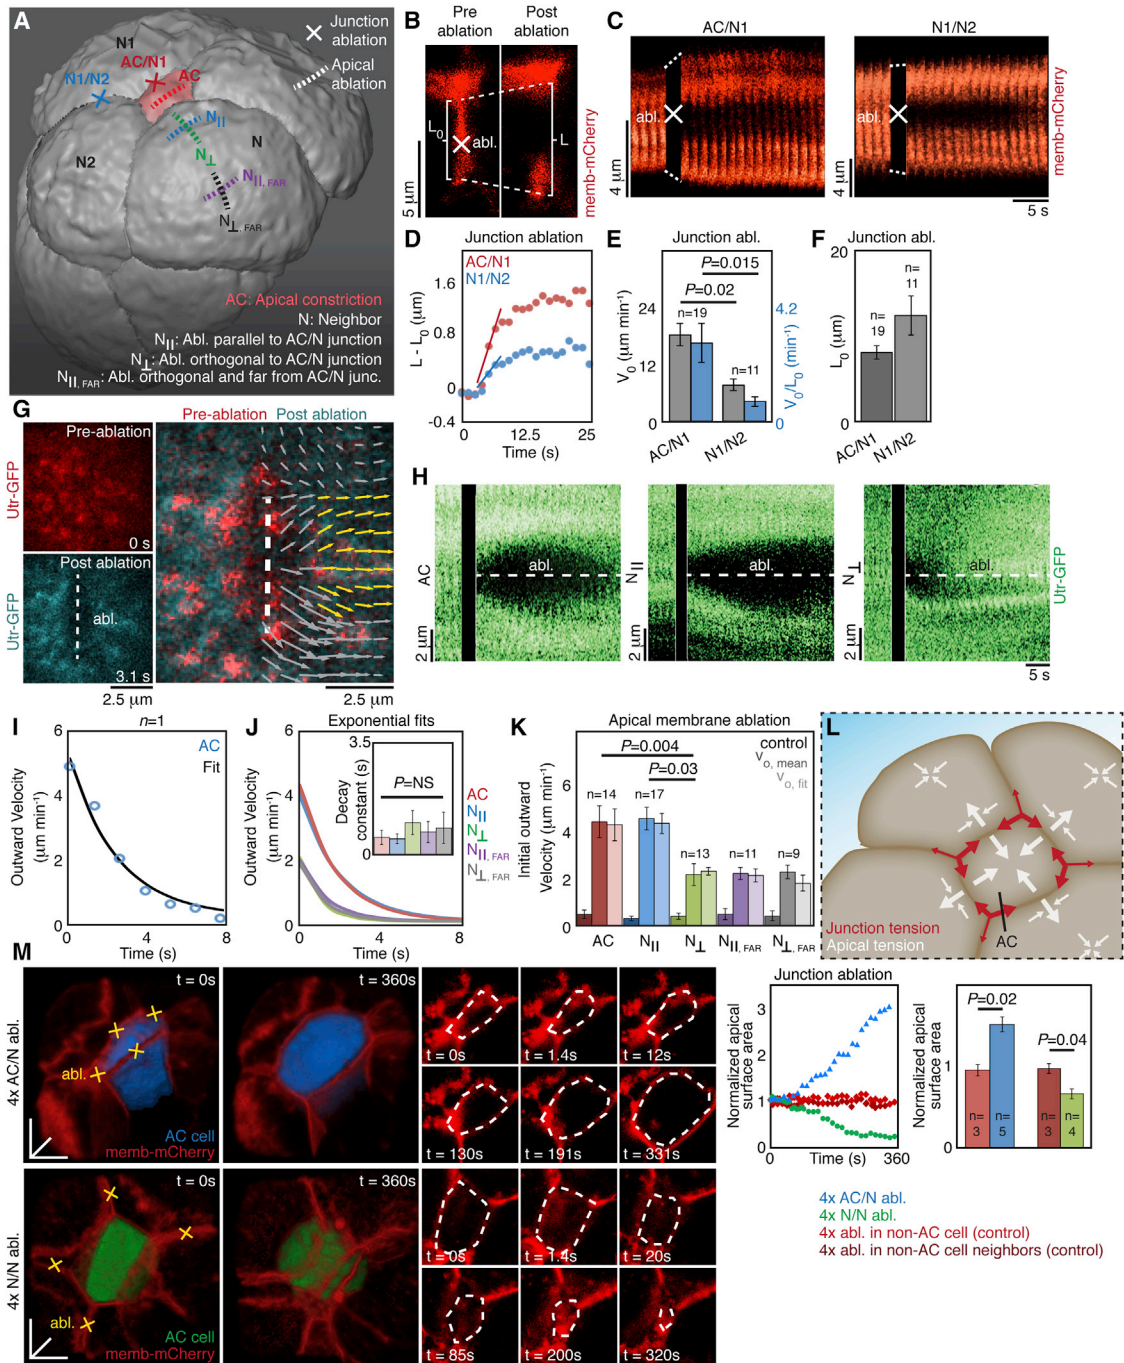 A
N1
AC/N1
N1/N2
AC
N||
N
N2
N⊥
N||, FAR
N⊥, FAR
Junction
ablation
Apical
ablation
AC: Apical constriction
N: Neighbor
N||: Abl. parallel to AC/N junction
N⊥: Abl. orthogonal to AC/N junction
N||, FAR: Abl. orthogonal and far from AC/N junc.
B
Pre
ablation
Post
ablation
L0
abl.
L
5 µm
memb-mCherry
C
AC/N1
N1/N2
abl.
abl.
4 µm
4 µm
memb-mCherry
5 s
D
Junction ablation
AC/N1
N1/N2
L - L0 (µm)
1.6
0.8
0
-0.4
0
12.5
25
Time (s)
E
Junction abl.
P=0.015
P=0.02
V0 (µm min-1)
24
12
0
n=19
n=11
4.2
0
V0/L0 (min-1)
AC/N1
N1/N2
F
Junction abl.
L0 (µm)
20
0
n=
19
n=
11
AC/N1
N1/N2
G
Pre-ablation
Post ablation
Utr-GFP
Pre-ablation
0 s
Utr-GFP
Post ablation
abl.
3.1 s
2.5 µm
2.5 µm
H
AC
abl.
2 µm
N||
abl.
2 µm
N⊥
abl.
2 µm
Utr-GFP
5 s
I
n=1
AC
Fit
Outward Velocity
(µm min-1)
6
4
2
0
0
4
8
Time (s)
J
Exponential fits
Outward Velocity
(µm min-1)
6
4
2
0
3.5
0
Decay
constant (s)
P=NS
AC
N||
N⊥
N||, FAR
N⊥, FAR
0
4
8
Time (s)
K
Apical membrane ablation
P=0.004
P=0.03
control
Vo, mean
Vo, fit
Initial outward
Velocity (µm min-1)
6
4
2
0
n=14
n=17
n=13
n=11
n=9
AC
N||
N⊥
N||, FAR
N⊥, FAR
L
Junction tension
Apical tension
AC
M
4x AC/N abl.
t = 0s
abl.
AC cell
memb-mCherry
t = 360s
t = 0s
t = 1.4s
t = 12s
t = 130s
t = 191s
t = 331s
4x N/N abl.
t = 0s
abl.
AC cell
memb-mCherry
t = 360s
t = 0s
t = 1.4s
t = 20s
t = 85s
t = 200s
t = 320s
Junction ablation
Normalized apical
surface area
3
2
1
0
0
Time (s)
360
Normalized apical
surface area
2
1
0
P=0.02
P=0.04
n=
3
n=
5
n=
3
n=
4
4x AC/N abl.
4x N/N abl.
4x abl. in non-AC cell (control)
4x abl. in non-AC cell neighbors (control)